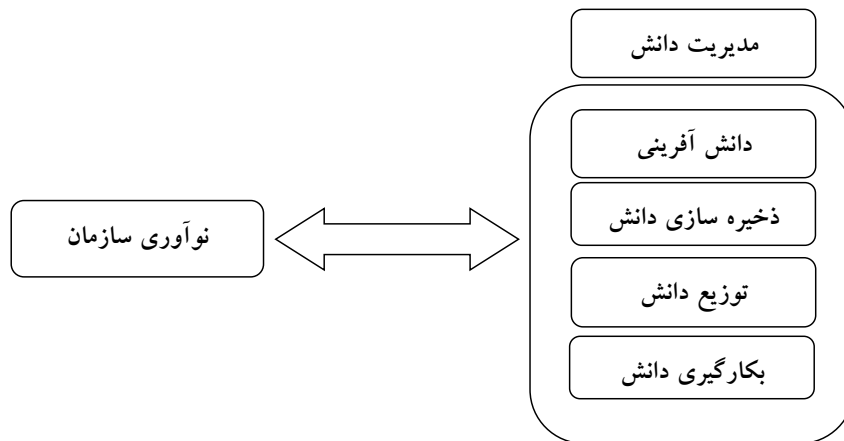 مدیریت دانش
دانش آفرینی
ذخیره سازی دانش
توزیع دانش
بکارگیری دانش
نوآوری سازمان